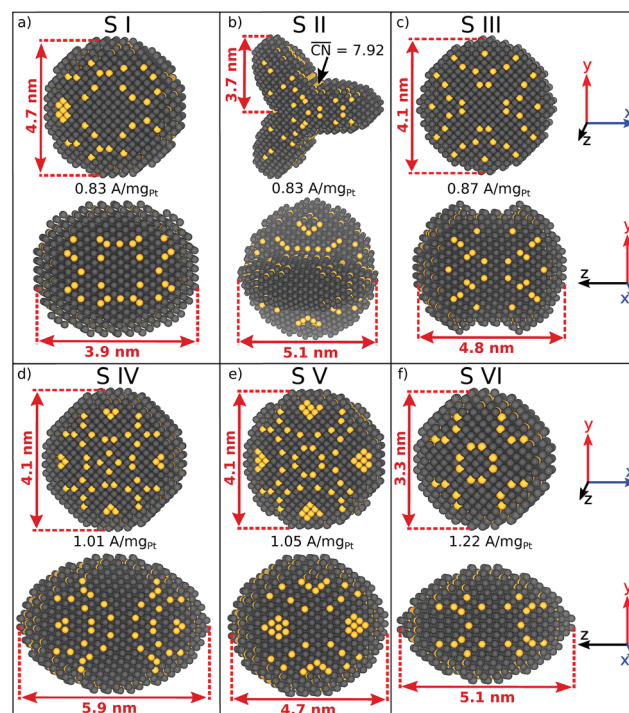 a) S I
4.7 nm
0.83 A/mgPt
3.9 nm
b) S II
C̅N̅ = 7.92
3.7 nm
0.83 A/mgPt
5.1 nm
c) S III
4.1 nm
0.87 A/mgPt
4.8 nm
y
x
z
y
z
x
d) S IV
4.1 nm
1.01 A/mgPt
5.9 nm
e) S V
4.1 nm
1.05 A/mgPt
4.7 nm
f) S VI
3.3 nm
1.22 A/mgPt
5.1 nm
y
x
z
y
z
x